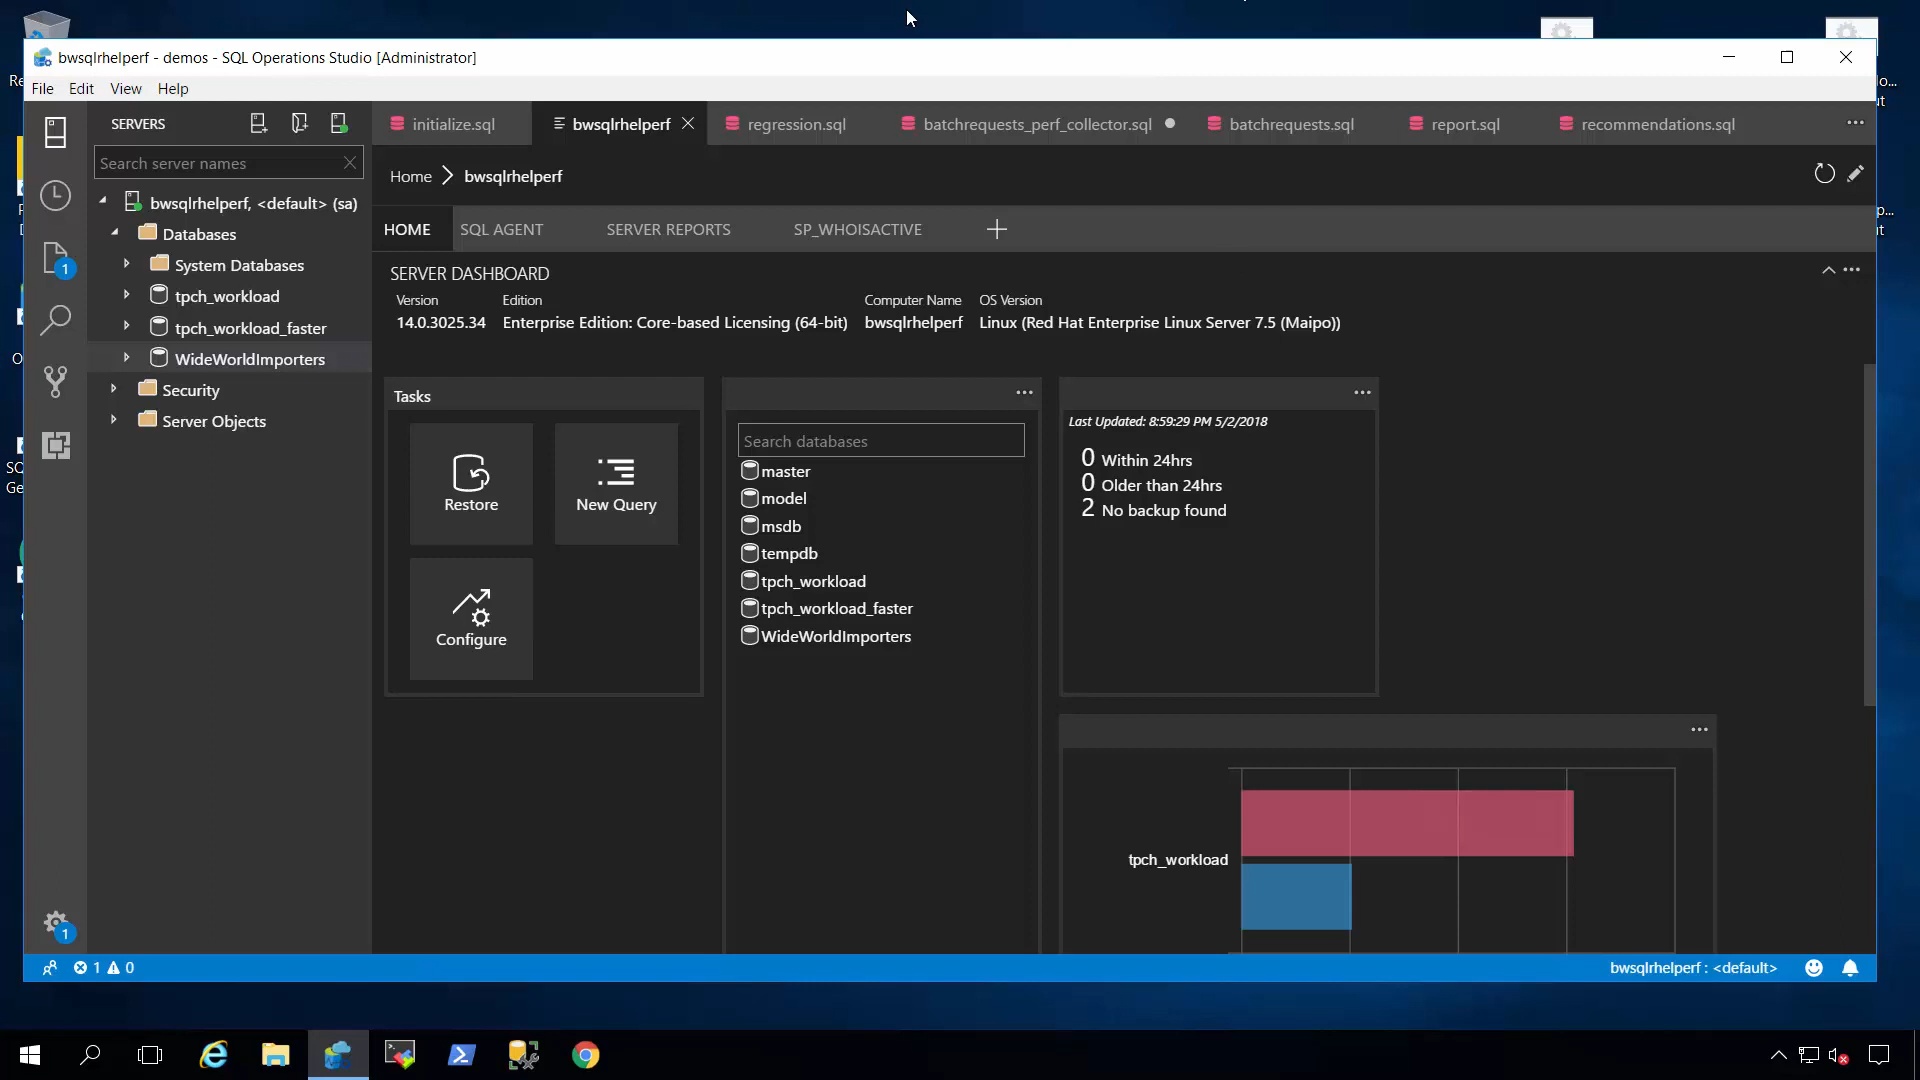 bwsqlrhelperf - demos - SQL Operations Studio [Administrator]
File Edit View Help
SERVERS
initialize.sql
bwsqlrhelperf
regression.sql
batchrequests_perf_collector.sql
batchrequests.sql
report.sql
recommendations.sql
Search server names
Home bwsqlrhelperf
bwsqlrhelperf, <default> (sa)
Databases
System Databases
tpch_workload
tpch_workload_faster
WideWorldImporters
Security
Server Objects
1
1
HOME SQL AGENT SERVER REPORTS SP_WHOISACTIVE
SERVER DASHBOARD
Version Edition Computer Name OS Version
14.0.3025.34 Enterprise Edition: Core-based Licensing (64-bit) bwsqlrhelperf Linux (Red Hat Enterprise Linux Server 7.5 (Maipo))
Tasks
Restore
New Query
Configure
Search databases
master
model
msdb
tempdb
tpch_workload
tpch_workload_faster
WideWorldImporters
Last Updated: 8:59:29 PM 5/2/2018
0 Within 24hrs
0 Older than 24hrs
2 No backup found
tpch_workload
1 0
bwsqlrhelperf : <default>